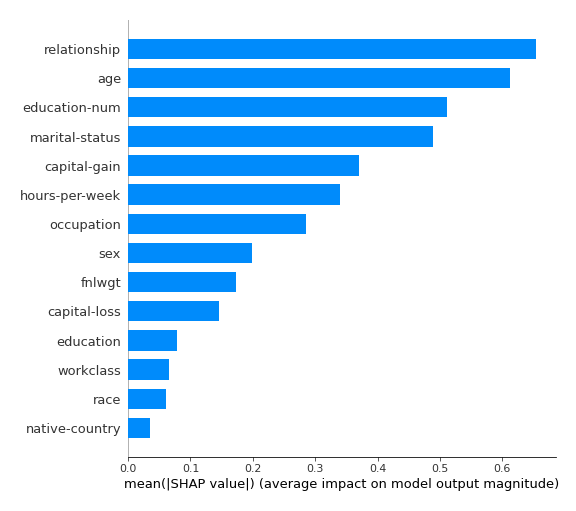 relationship
age
education-num
marital-status
capital-gain
hours-per-week
occupation
sex
fnlwgt
capital-loss
education
workclass
race
native-country
0.0 0.1 0.2 0.3 0.4 0.5 0.6
mean(|SHAP value|) (average impact on model output magnitude)